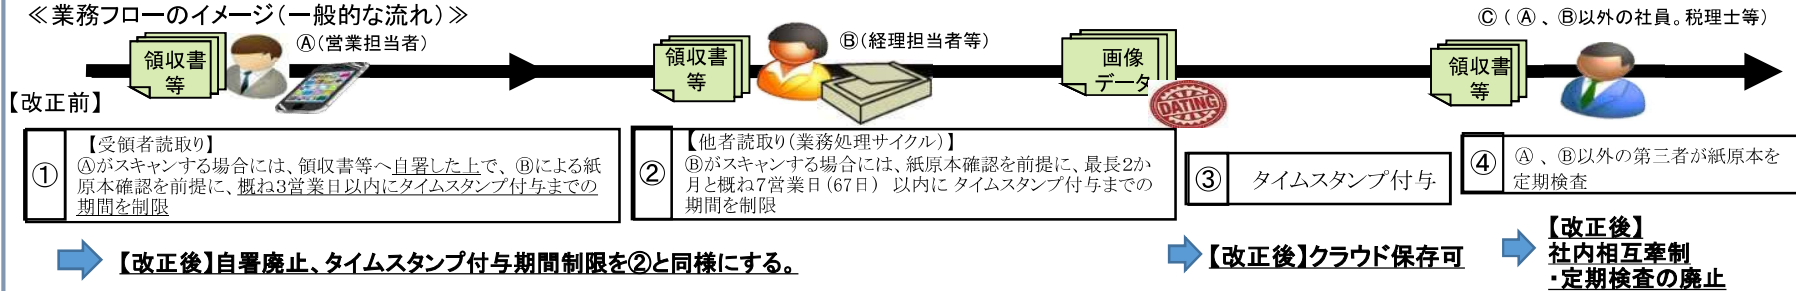 ≪業務フローのイメージ(一般的な流れ)≫
Ⓐ(営業担当者)
Ⓑ(経理担当者等)
Ⓒ( Ⓐ 、Ⓑ以外の社員。税理士等)
領収書
等
領収書
等
画像
データ
DATING
領収書
等
【改正前】
①
【受領者読取り】
Ⓐがスキャンする場合には、領収書等へ自署した上で、Ⓑによる紙
原本確認を前提に、概ね3営業日以内にタイムスタンプ付与までの
期間を制限
②
【他者読取り(業務処理サイクル)】
Ⓑがスキャンする場合には、紙原本確認を前提に、最長2か
月と概ね7営業日(67日) 以内に タイムスタンプ付与までの
期間を制限
③
タイムスタンプ付与
④
Ⓐ 、Ⓑ以外の第三者が紙原本を
定期検査
【改正後】自署廃止、タイムスタンプ付与期間制限を②と同様にする。
【改正後】クラウド保存可
【改正後】
社内相互牽制
・定期検査の廃止